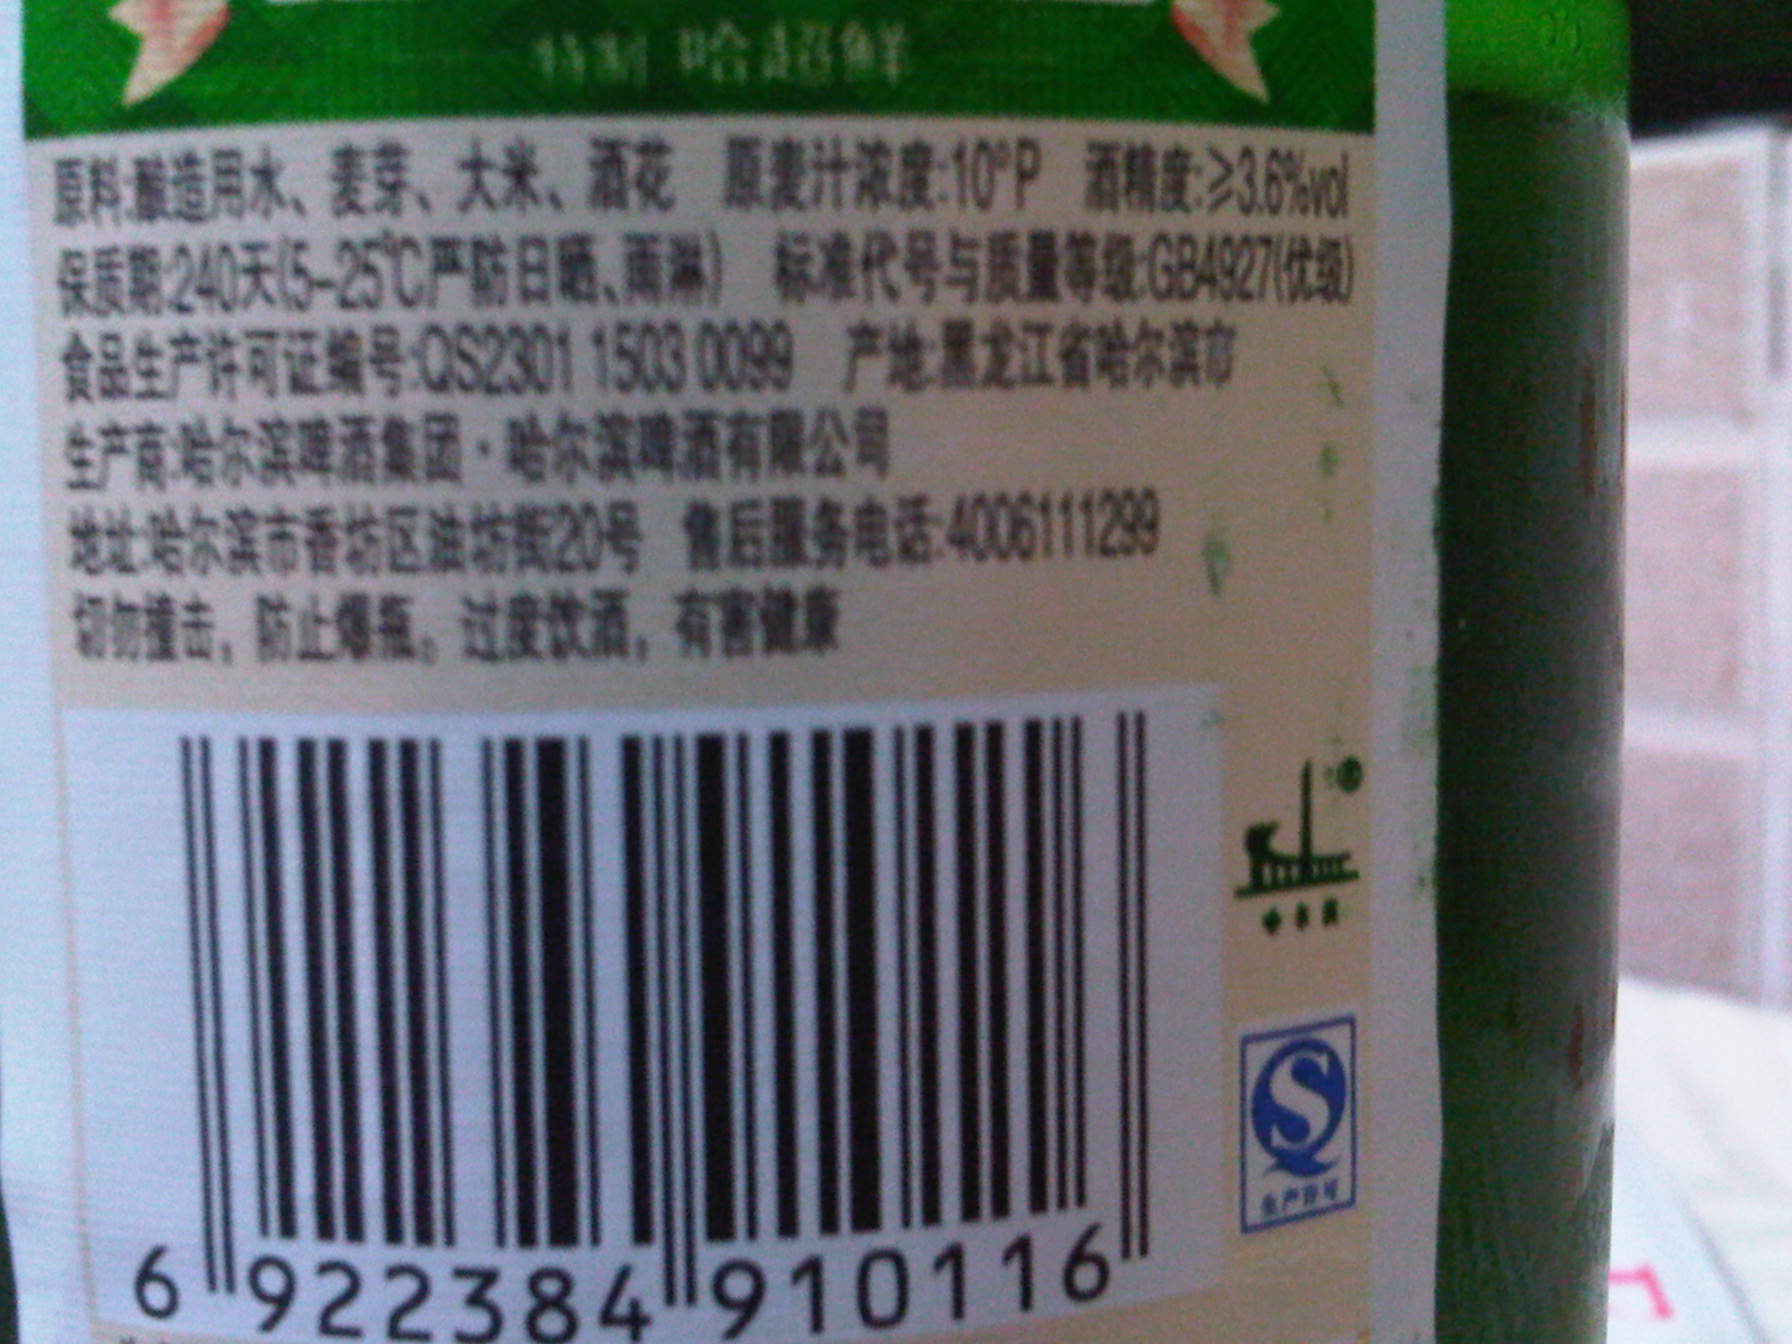 特制 哈超鲜
原料:酿造用水、麦芽、大米、酒花 原麦汁浓度:10°P 酒精度:≥3.6%vol
保质期:240天(5-25℃严防日晒、雨淋) 标准代号与质量等级:GB4927(优级)
食品生产许可证编号:QS2301 1503 0099 产地:黑龙江省哈尔滨市
生产商:哈尔滨啤酒集团·哈尔滨啤酒有限公司
地址:哈尔滨市香坊区油坊街20号 售后服务电话:4006111299
切勿撞击，防止爆瓶。过度饮酒，有害健康
哈尔滨
生产许可
6 922384 910116